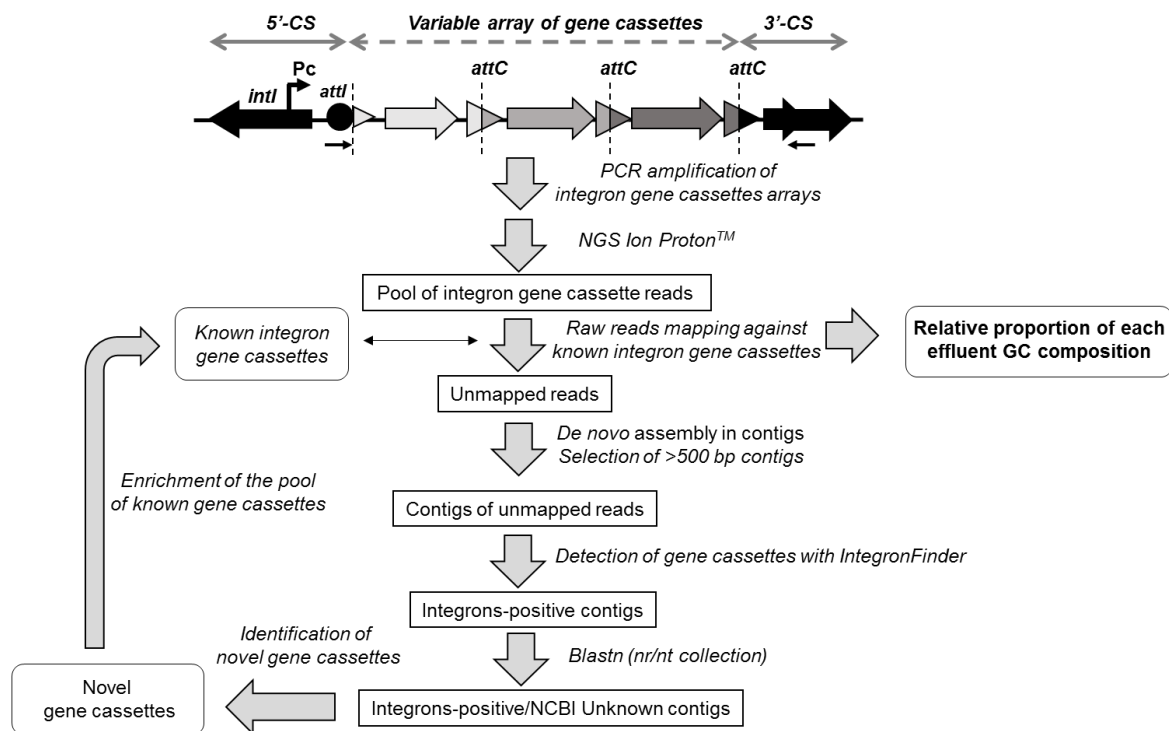 5'-CS
Variable array of gene cassettes
3'-CS
Pc
attC
attC
attC
intI
attI
PCR amplification of
integron gene cassettes arrays
NGS Ion Proton™
Pool of integron gene cassette reads
Known integron
gene cassettes
Raw reads mapping against
known integron gene cassettes
Relative proportion of each
effluent GC composition
Unmapped reads
De novo assembly in contigs
Selection of >500 bp contigs
Enrichment of the pool
of known gene cassettes
Contigs of unmapped reads
Detection of gene cassettes with IntegronFinder
Integrons-positive contigs
Identification of
novel gene cassettes
Blastn (nr/nt collection)
Novel
gene cassettes
Integrons-positive/NCBI Unknown contigs